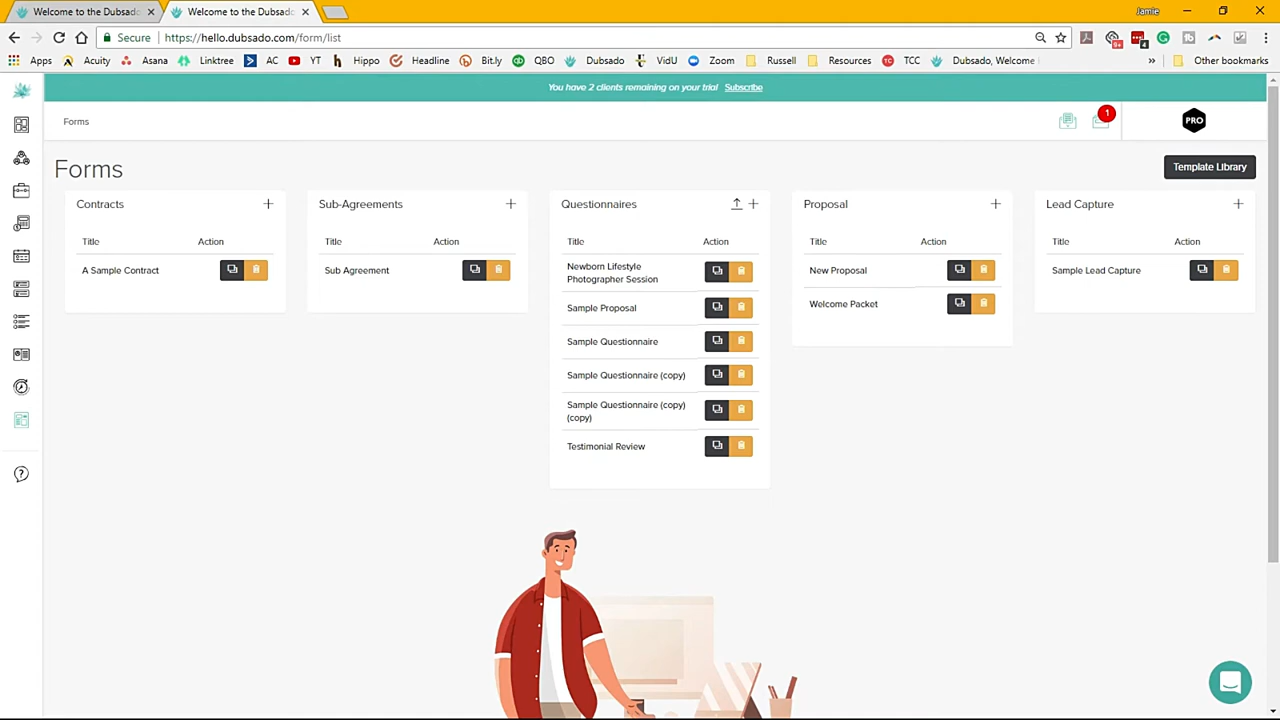 Welcome to the Dubsado
Welcome to the Dubsado
Jamie
Secure
https://hello.dubsado.com/form/list
9+
4
Apps
Acuity
Asana
Linktree
AC
YT
Hippo
Headline
Bit.ly
QBO
Dubsado
VidU
Zoom
Russell
Resources
TCC
Dubsado, Welcome
Other bookmarks
You have 2 clients remaining on your trial Subscribe
Forms
1
PRO
Forms
Template Library
Contracts
Title Action
A Sample Contract
Sub-Agreements
Title Action
Sub Agreement
Questionnaires
Title Action
Newborn Lifestyle
Photographer Session
Sample Proposal
Sample Questionnaire
Sample Questionnaire (copy)
Sample Questionnaire (copy)
(copy)
Testimonial Review
Proposal
Title Action
New Proposal
Welcome Packet
Lead Capture
Title Action
Sample Lead Capture